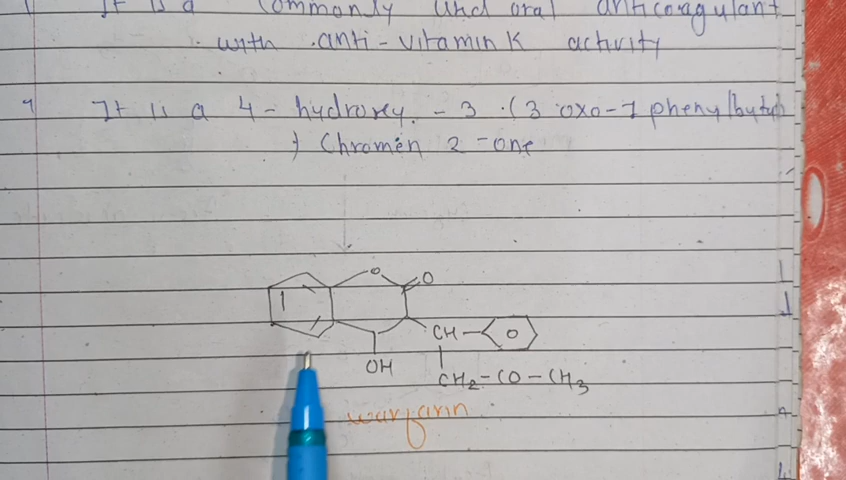 It is a commonly used oral anticoagulant
with anti-vitamin K activity
It is a 4-hydroxy-3-(3 oxo-1 phenylbutyl
) Chromen 2-one
O
O
CH
OH
CH₂-CO-CH₃
warfarin